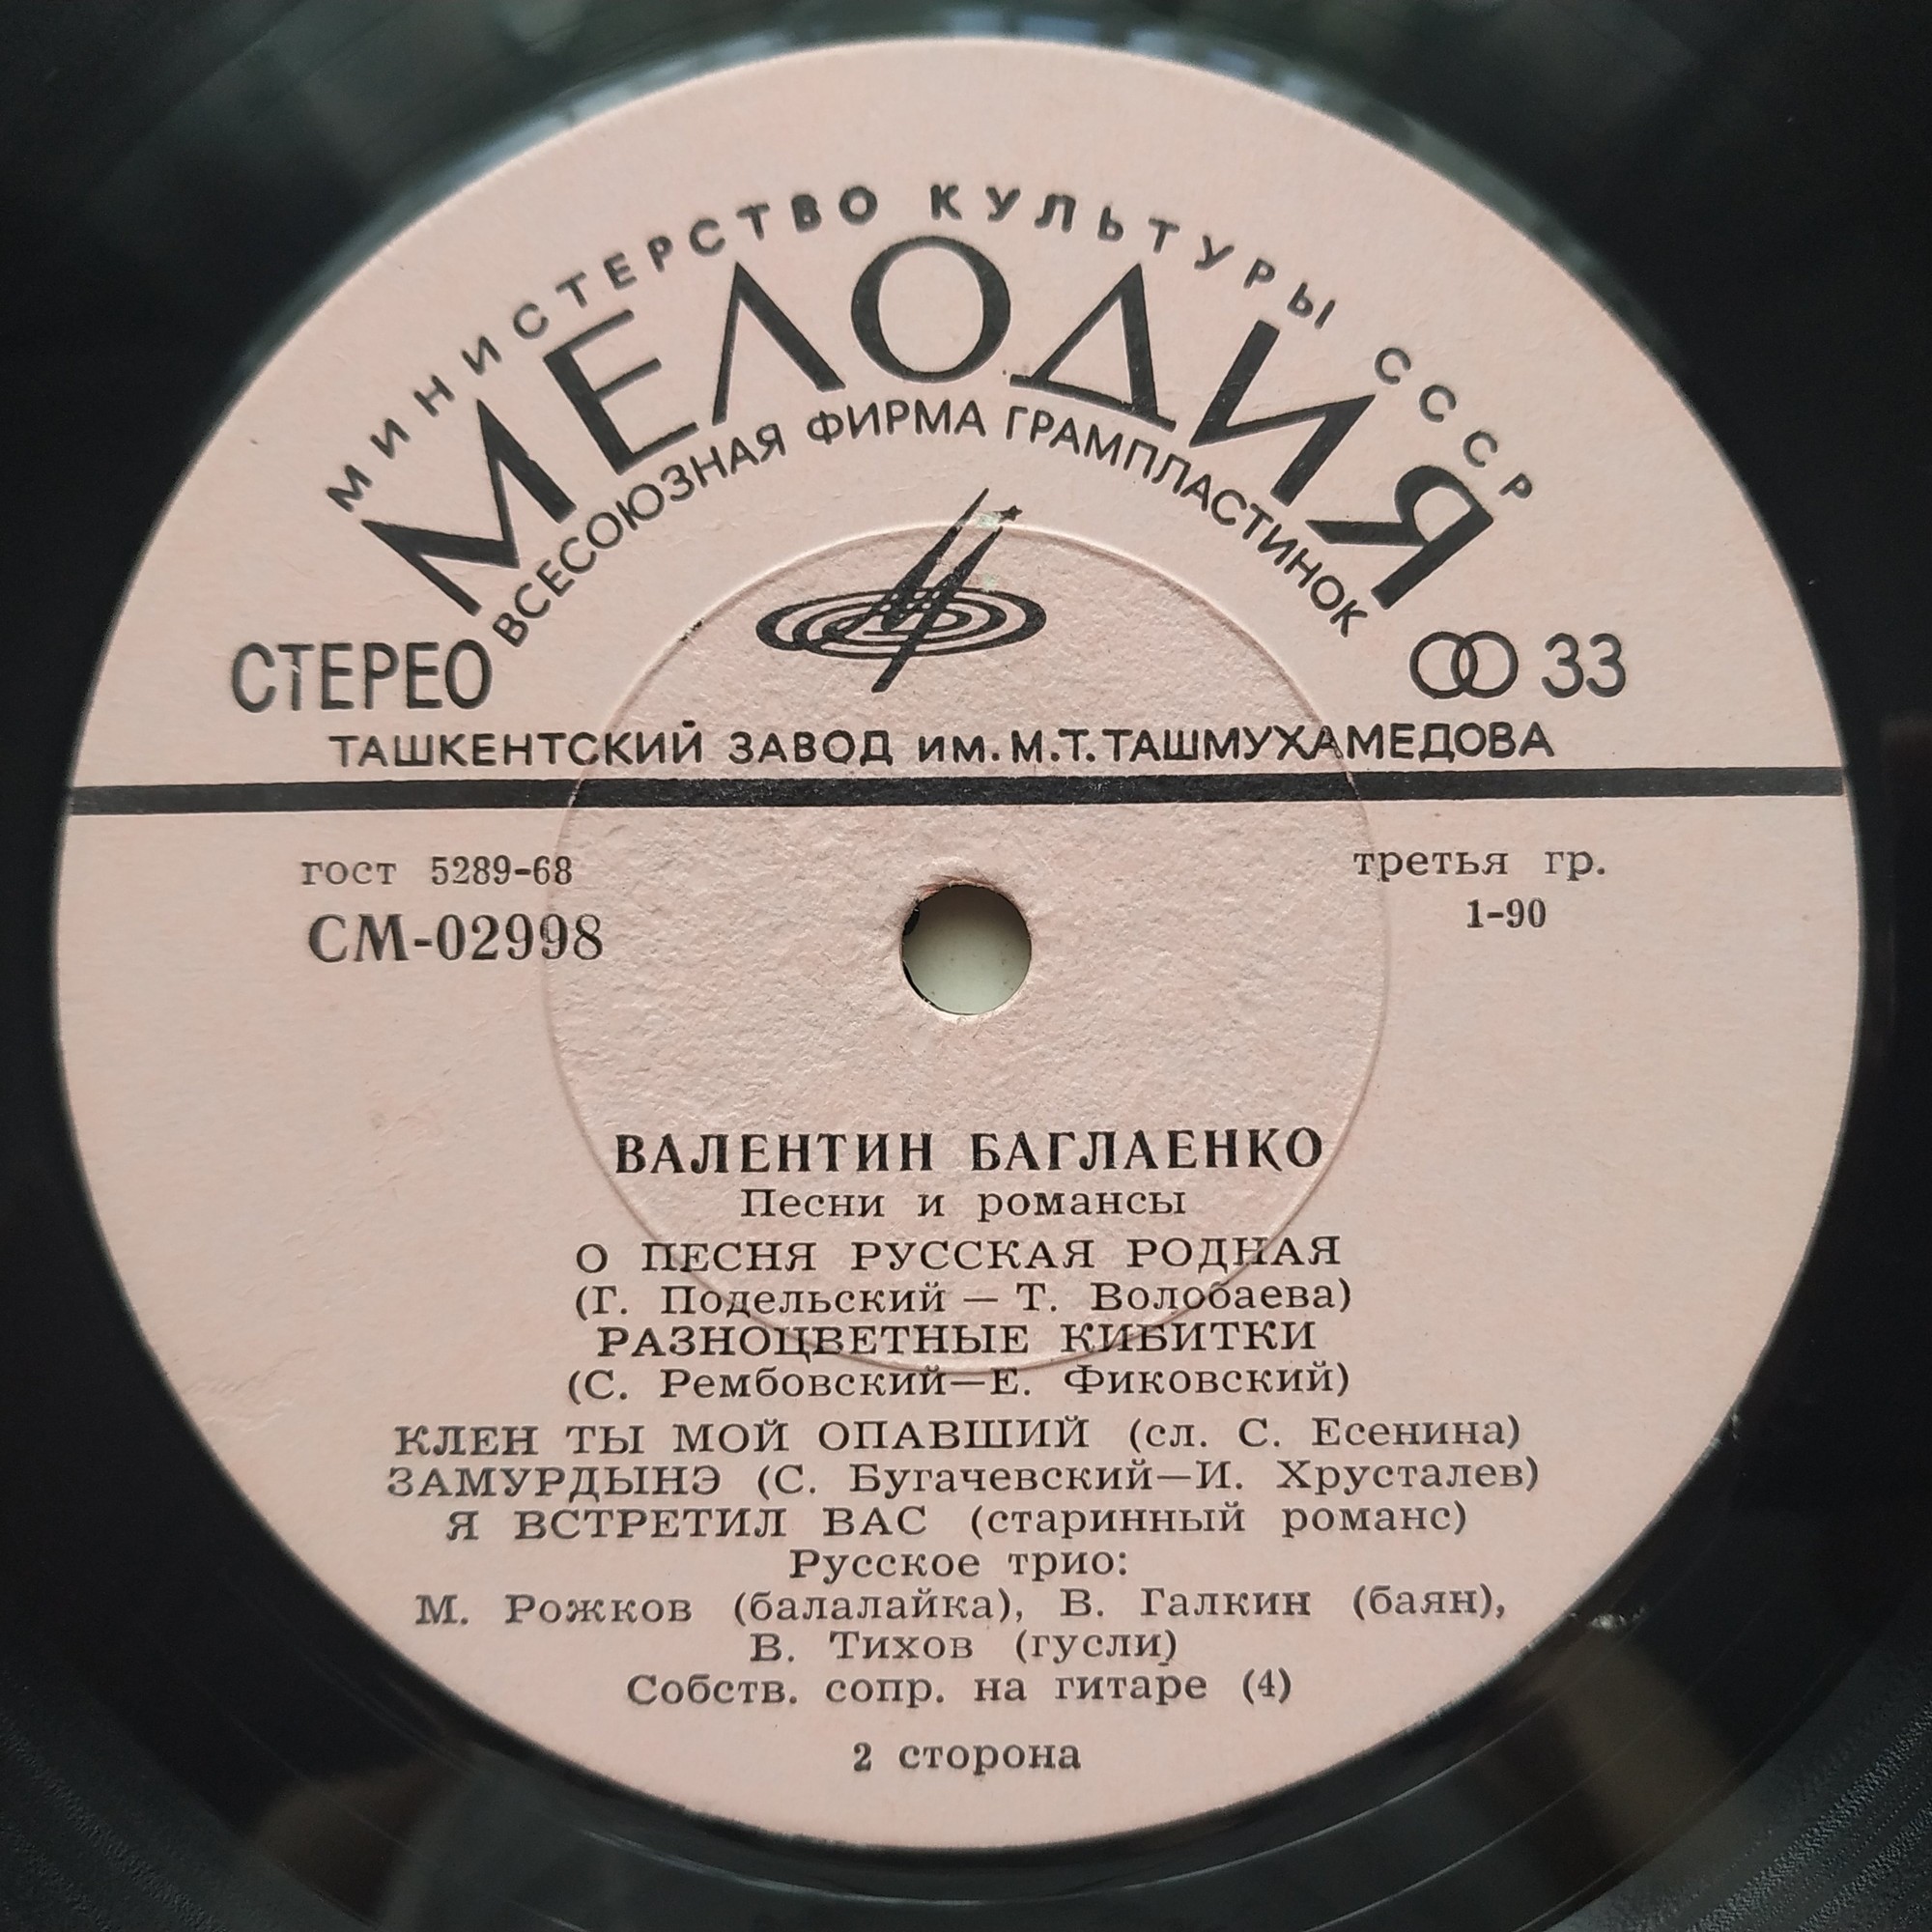 МИНИСТЕРСТВО КУЛЬТУРЫ СССР
МЕЛОДИЯ
ВСЕСОЮЗНАЯ ФИРМА ГРАМПЛАСТИНОК
СТЕРЕО 33
ТАШКЕНТСКИЙ ЗАВОД им. М.Т. ТАШМУХАМЕДОВА
гост 5289-68 третья гр.
СМ-02998 1-90
ВАЛЕНТИН БАГЛАЕНКО
Песни и романсы
О ПЕСНЯ РУССКАЯ РОДНАЯ
(Г. Подельский — Т. Волобаева)
РАЗНОЦВЕТНЫЕ КИБИТКИ
(С. Рембовский—Е. Фиковский)
КЛЕН ТЫ МОЙ ОПАВШИЙ (сл. С. Есенина)
ЗАМУРДЫНЭ (С. Бугачевский—И. Хрусталев)
Я ВСТРЕТИЛ ВАС (старинный романс)
Русское трио:
М. Рожков (балалайка), В. Галкин (баян),
В. Тихов (гусли)
Собств. сопр. на гитаре (4)
2 сторона